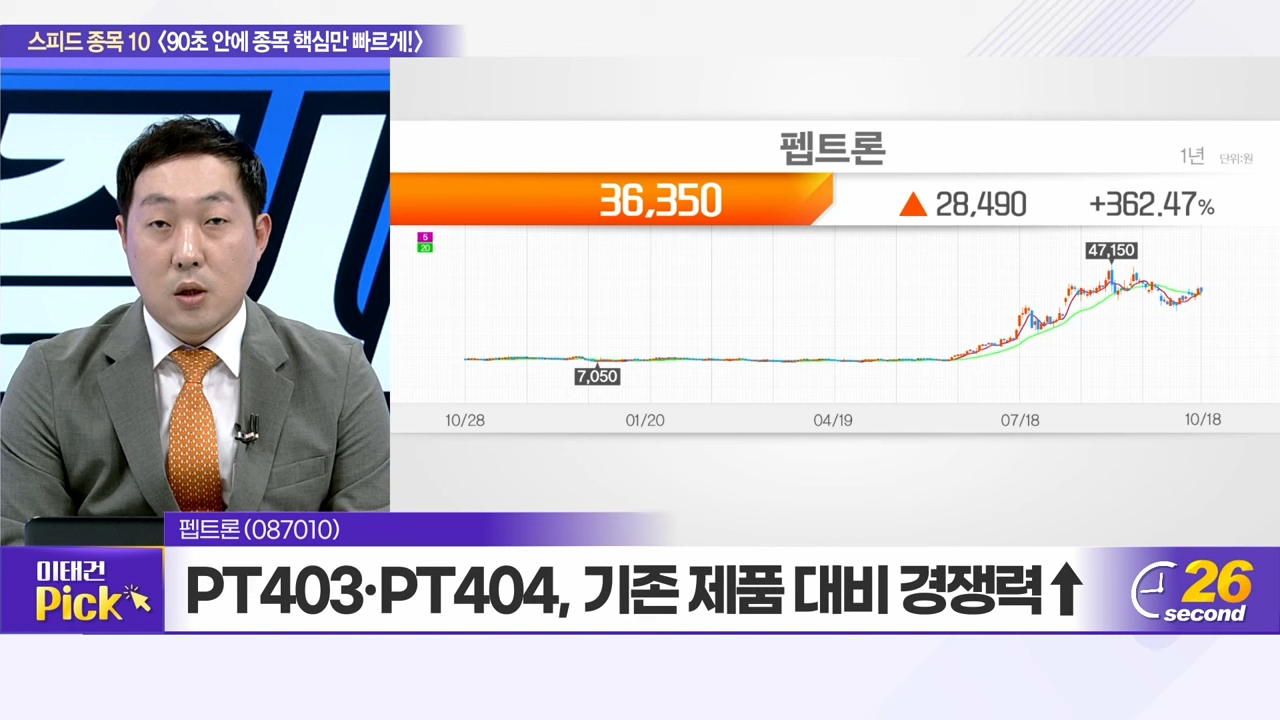 스피드 종목 10 〈90초 안에 종목 핵심만 빠르게!〉
펩트론
1년 단위:원
36,350 ▲ 28,490 +362.47%
5
20
47,150
7,050
10/28 01/20 04/19 07/18 10/18
펩트론(087010)
이태건
Pick
PT403·PT404, 기존 제품 대비 경쟁력↑
26
second